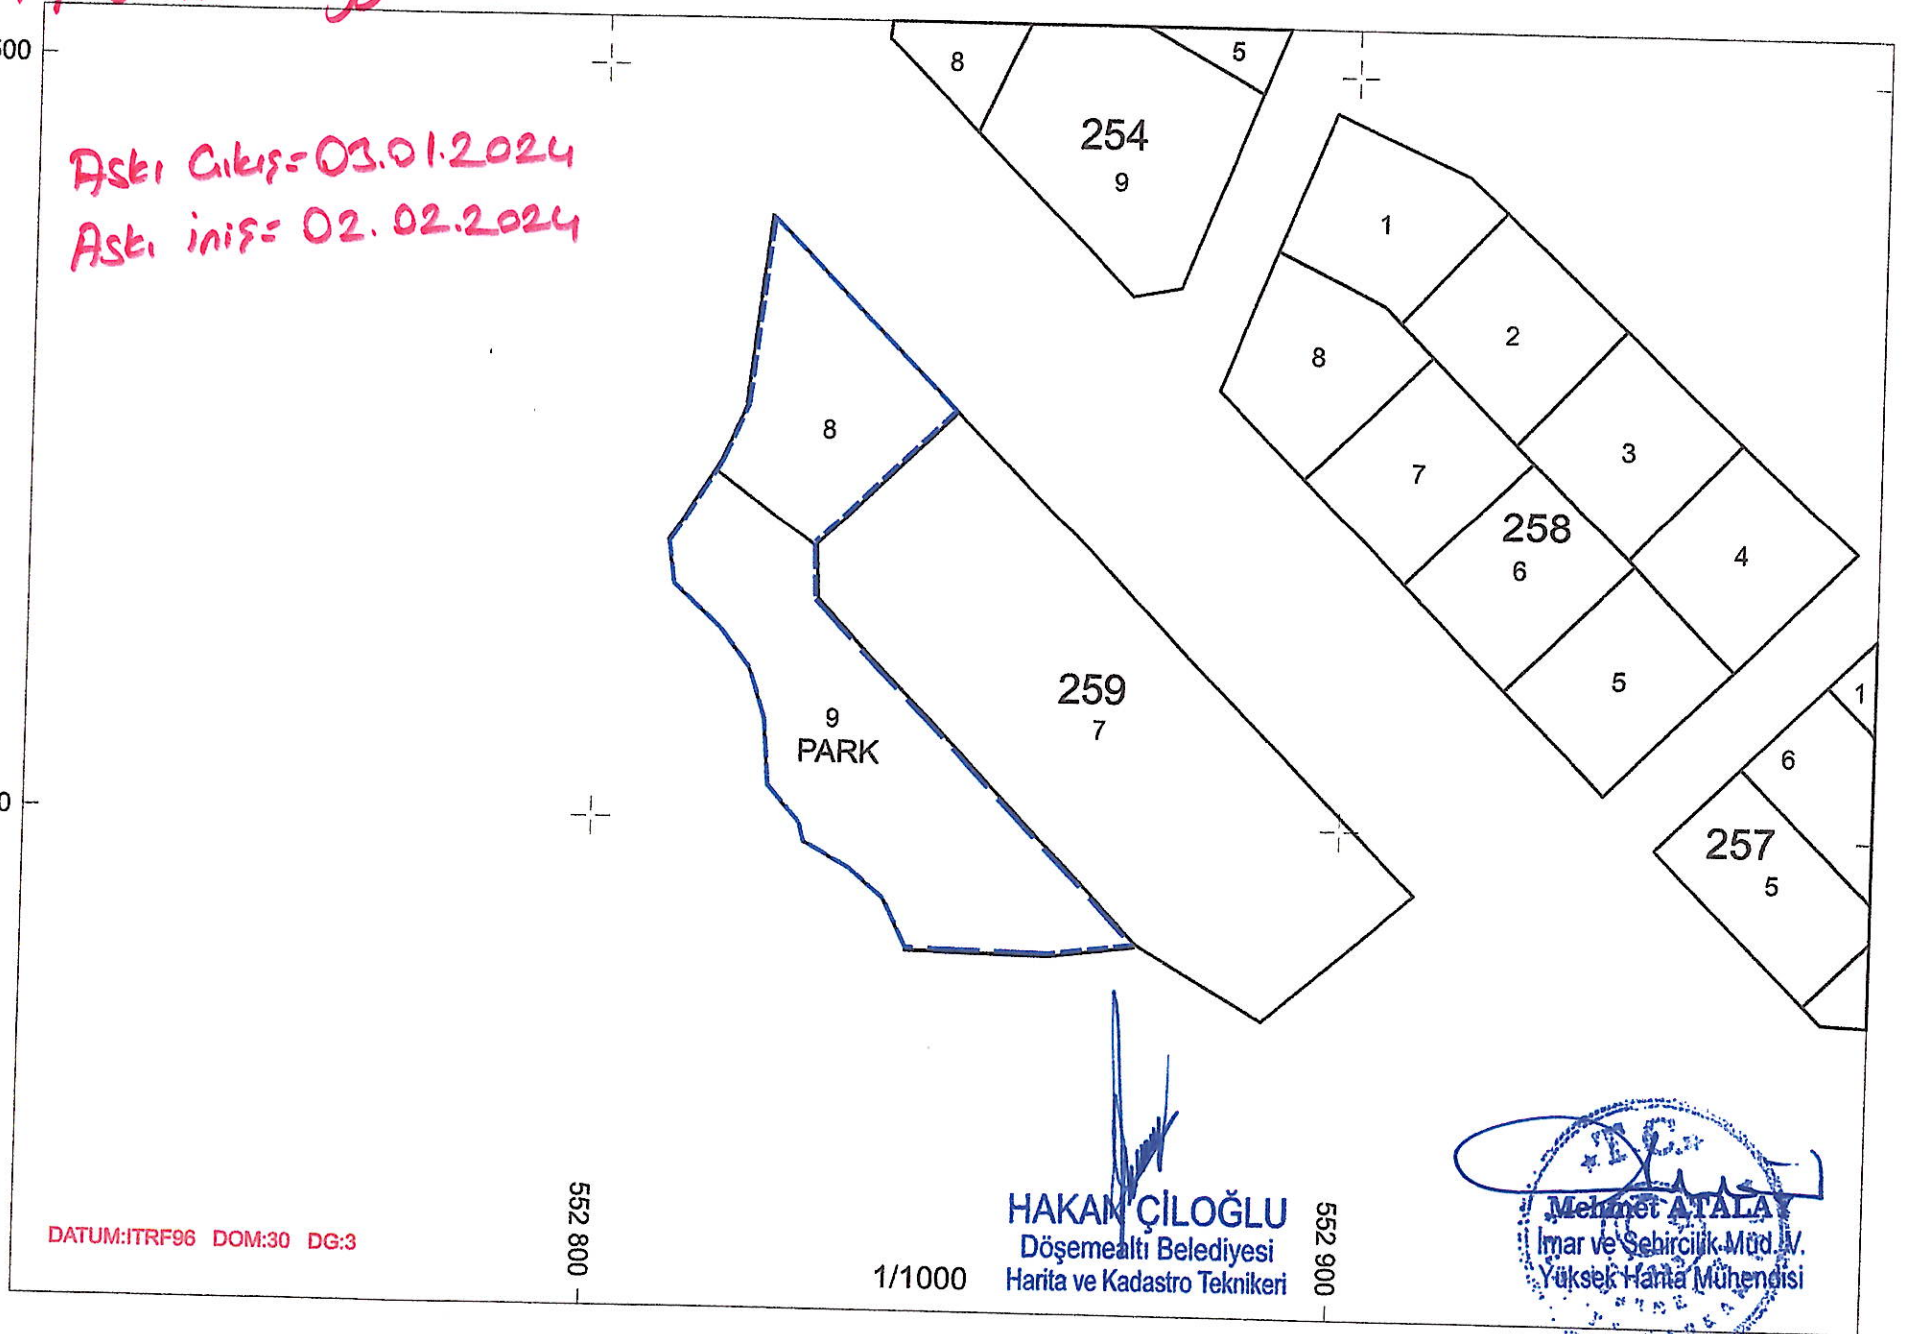 Askı Çıkış=03.01.2024
Askı iniş= 02.02.2024
8
5
254
9
1
2
8
3
7
258
6
4
5
8
259
7
9
PARK
1
6
257
5
552 800
552 900
DATUM:ITRF96 DOM:30 DG:3
1/1000
HAKAN ÇİLOĞLU
Döşemealtı Belediyesi
Harita ve Kadastro Teknikeri
T.C.
Mehmet ATALAY
İmar ve Şehircilik Müd. V.
Yüksek Harita Mühendisi